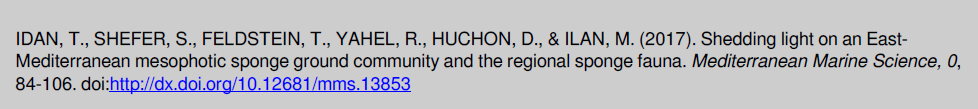 IDAN, T., SHEFER, S., FELDSTEIN, T., YAHEL, R., HUCHON, D., & ILAN, M. (2017). Shedding light on an East-
Mediterranean mesophotic sponge ground community and the regional sponge fauna. Mediterranean Marine Science, 0,
84-106. doi:http://dx.doi.org/10.12681/mms.13853